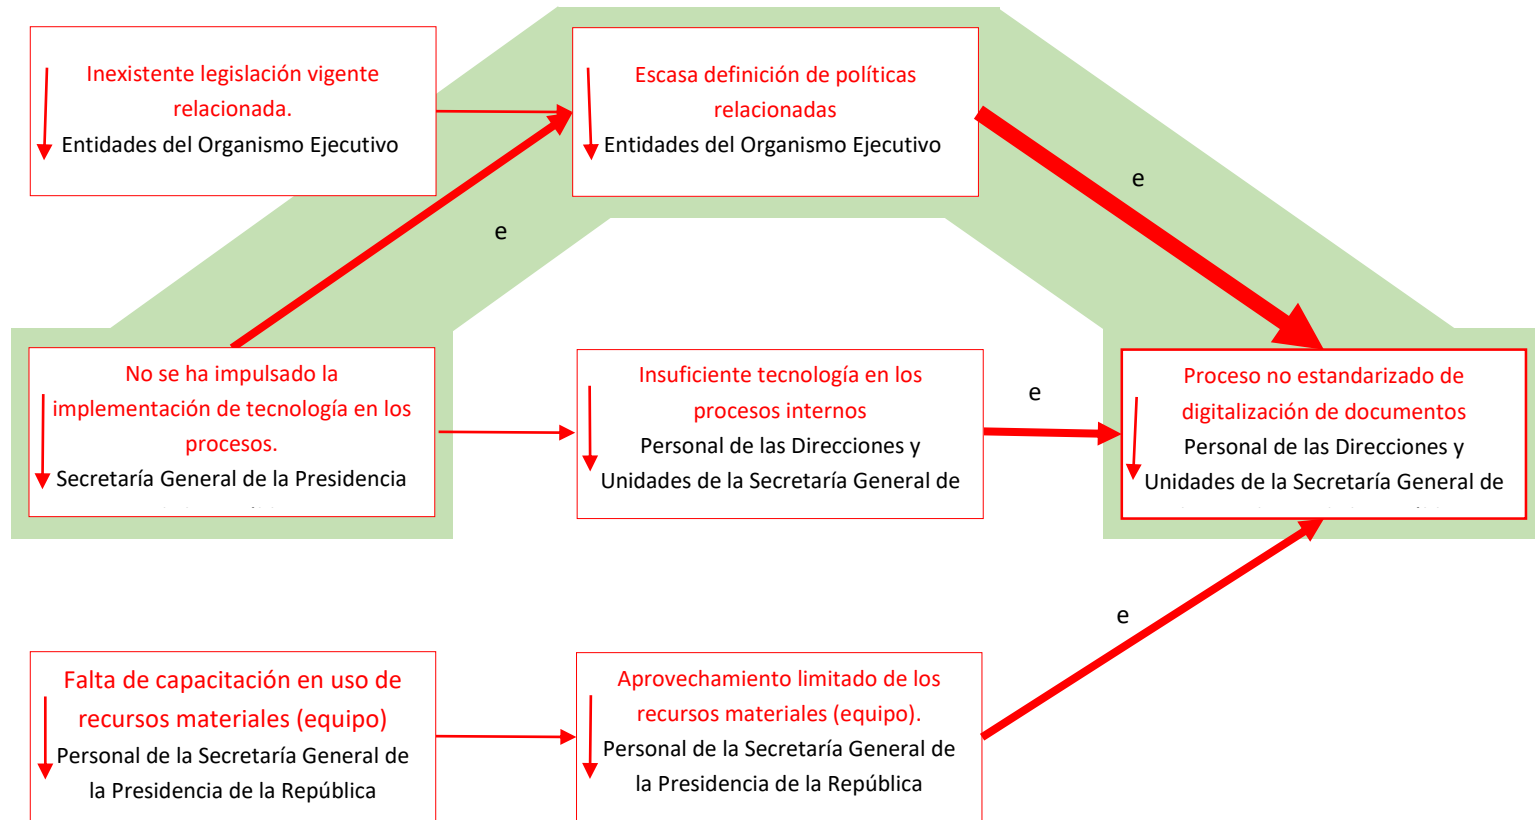 Inexistente legislación vigente
relacionada.
Entidades del Organismo Ejecutivo
Escasa definición de políticas
relacionadas
Entidades del Organismo Ejecutivo
e
e
No se ha impulsado la
implementación de tecnología en los
procesos.
Secretaría General de la Presidencia
Insuficiente tecnología en los
procesos internos
Personal de las Direcciones y
Unidades de la Secretaría General de
e
Proceso no estandarizado de
digitalización de documentos
Personal de las Direcciones y
Unidades de la Secretaría General de
e
Falta de capacitación en uso de
recursos materiales (equipo)
Personal de la Secretaría General de
la Presidencia de la República
Aprovechamiento limitado de los
recursos materiales (equipo).
Personal de la Secretaría General de
la Presidencia de la República